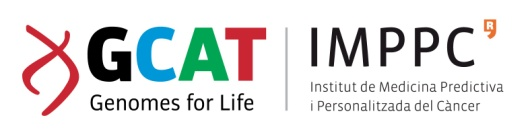 GCAT
Genomes for Life
IMPPC R
Institut de Medicina Predictiva
i Personalitzada del Càncer